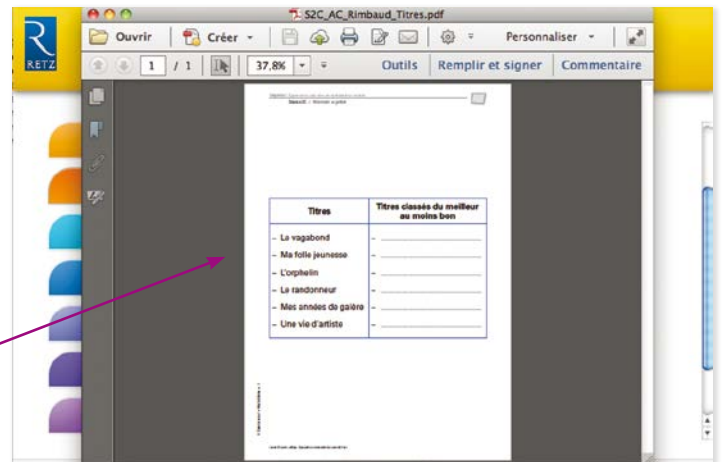 S2C_AC_Rimbaud_Titres.pdf
RETZ
Ouvrir
Créer
Personnaliser
1 / 1
37,8%
Outils
Remplir et signer
Commentaire
Titres
Titres classés du meilleur
au moins bon
– Le vagabond –
– Ma folle jeunesse –
– L'orphelin –
– Le randonneur –
– Mes années de galère –
– Une vie d'artiste –